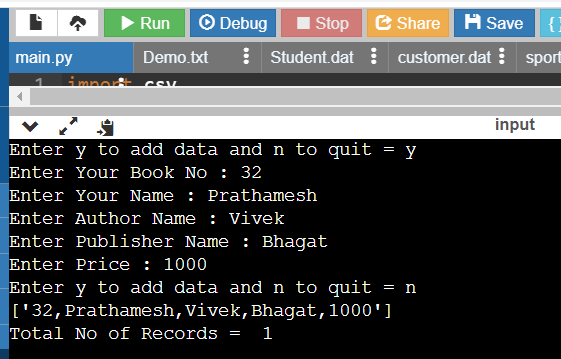 Run Debug Stop Share Save {}
main.py Demo.txt Student.dat customer.dat sport
1 import csv
input
Enter y to add data and n to quit = y
Enter Your Book No : 32
Enter Your Name : Prathamesh
Enter Author Name : Vivek
Enter Publisher Name : Bhagat
Enter Price : 1000
Enter y to add data and n to quit = n
['32,Prathamesh,Vivek,Bhagat,1000']
Total No of Records =  1